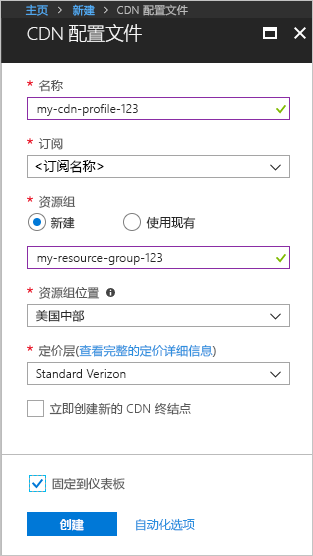 主页 > 新建 > CDN 配置文件
CDN 配置文件
* 名称
my-cdn-profile-123
* 订阅
<订阅名称>
* 资源组
新建 使用现有
my-resource-group-123
* 资源组位置
美国中部
* 定价层(查看完整的定价详细信息)
Standard Verizon
立即创建新的 CDN 终结点
固定到仪表板
创建 自动化选项